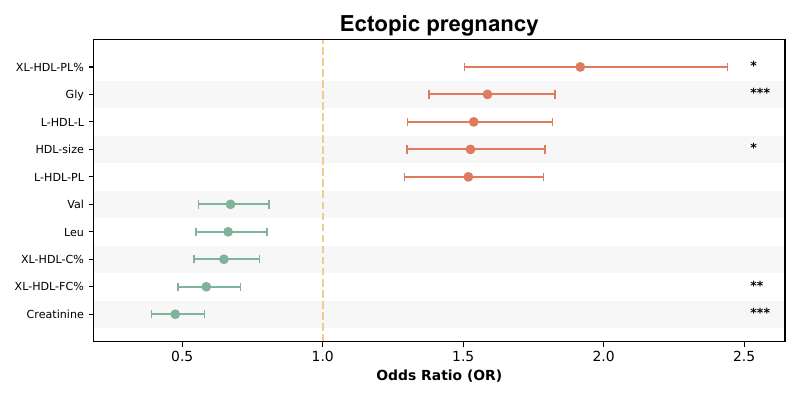 Ectopic pregnancy
XL-HDL-PL% *
Gly ***
L-HDL-L
HDL-size *
L-HDL-PL
Val
Leu
XL-HDL-C%
XL-HDL-FC% **
Creatinine ***
0.5 1.0 1.5 2.0 2.5
Odds Ratio (OR)